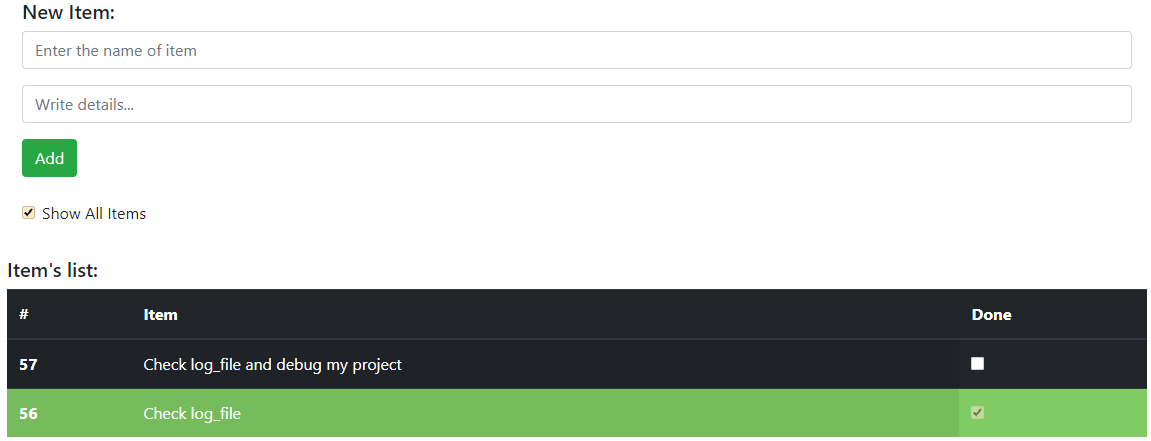 New Item:
Enter the name of item
Write details...
Add
Show All Items
Item's list:
# Item Done
57 Check log_file and debug my project
56 Check log_file